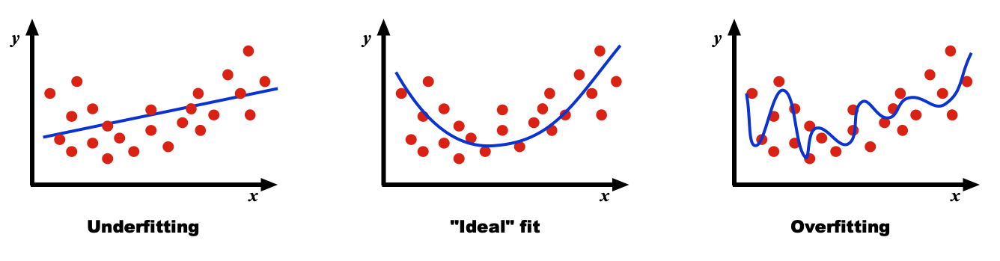 y
x
Underfitting
y
x
"Ideal" fit
y
x
Overfitting